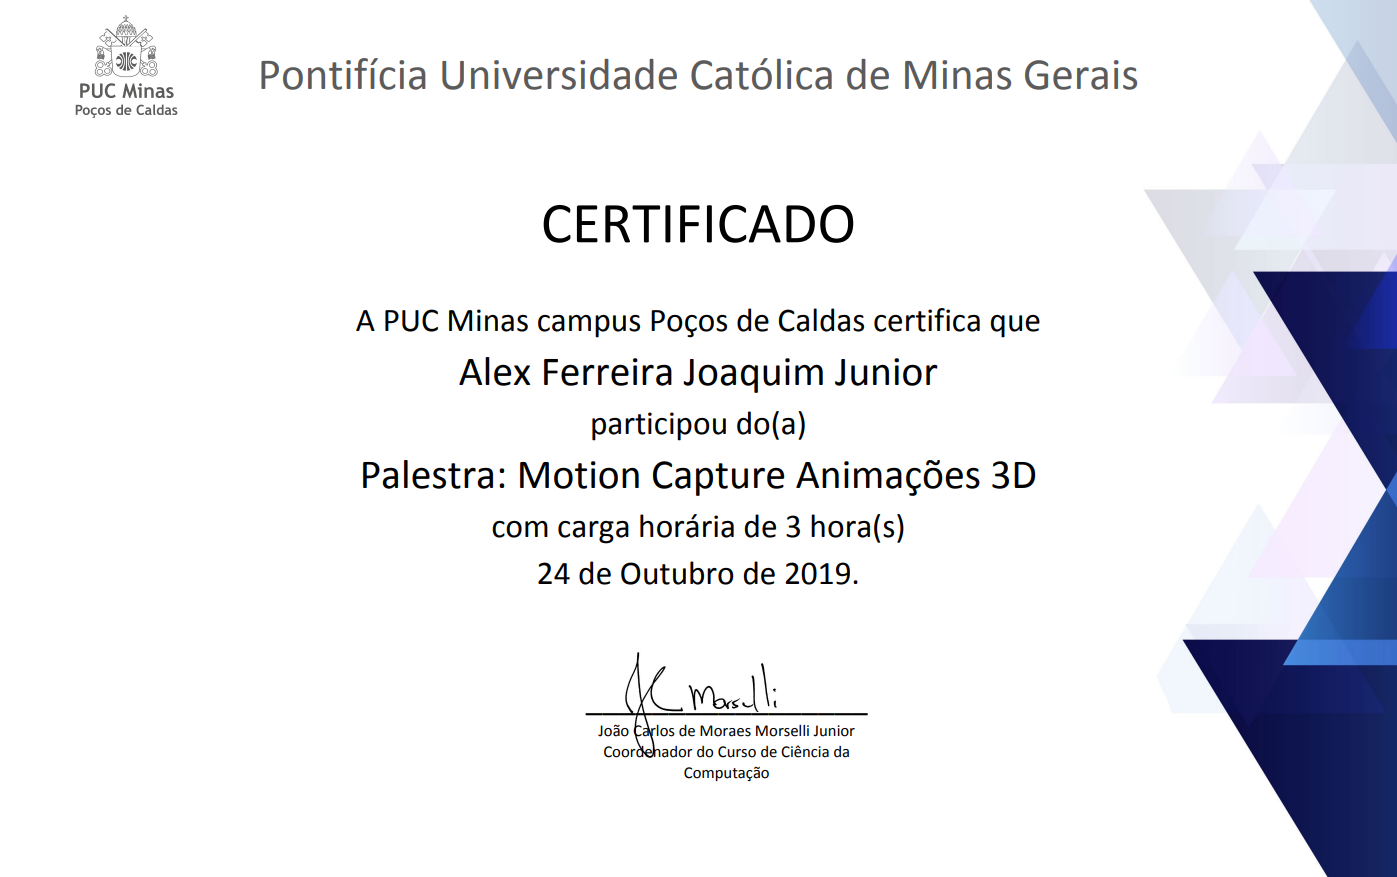 PUC Minas
Poços de Caldas
Pontifícia Universidade Católica de Minas Gerais
CERTIFICADO
A PUC Minas campus Poços de Caldas certifica que
Alex Ferreira Joaquim Junior
participou do(a)
Palestra: Motion Capture Animações 3D
com carga horária de 3 hora(s)
24 de Outubro de 2019.
JC Morselli
João Carlos de Moraes Morselli Junior
Coordenador do Curso de Ciência da
Computação